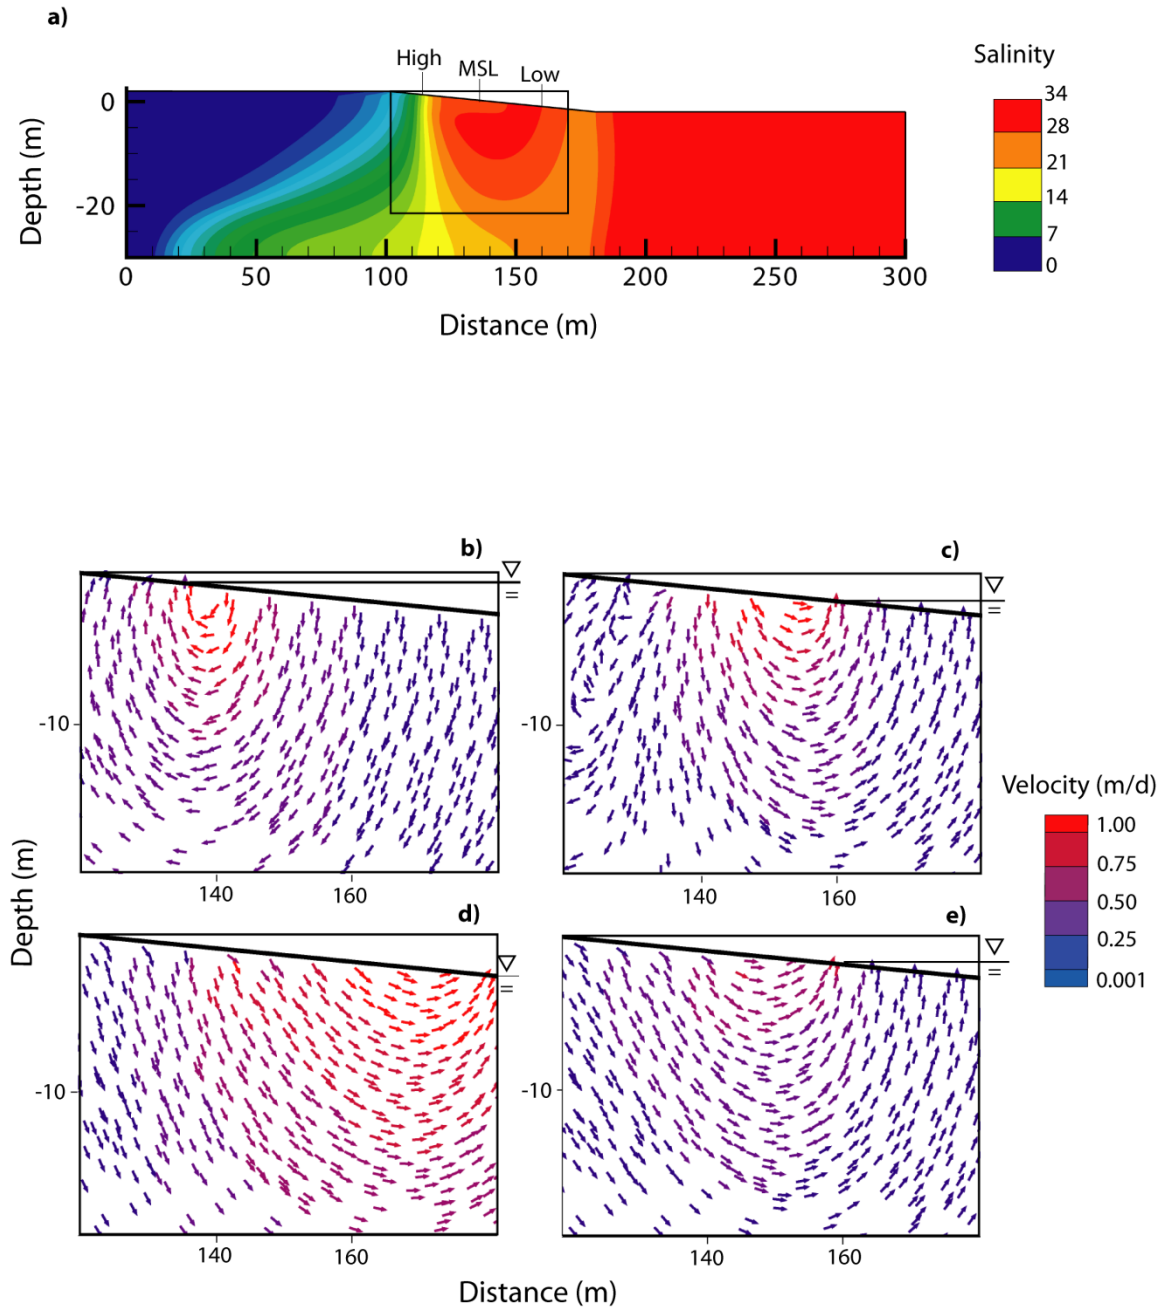 a)
High
MSL
Low
Salinity
0
-20
Depth (m)
34
28
21
14
7
0
0 50 100 150 200 250 300
Distance (m)
b)
c)
-10
-10
140 160
140 160
Velocity (m/d)
1.00
0.75
0.50
0.25
0.001
Depth (m)
d)
e)
-10
-10
140 160
140 160
Distance (m)